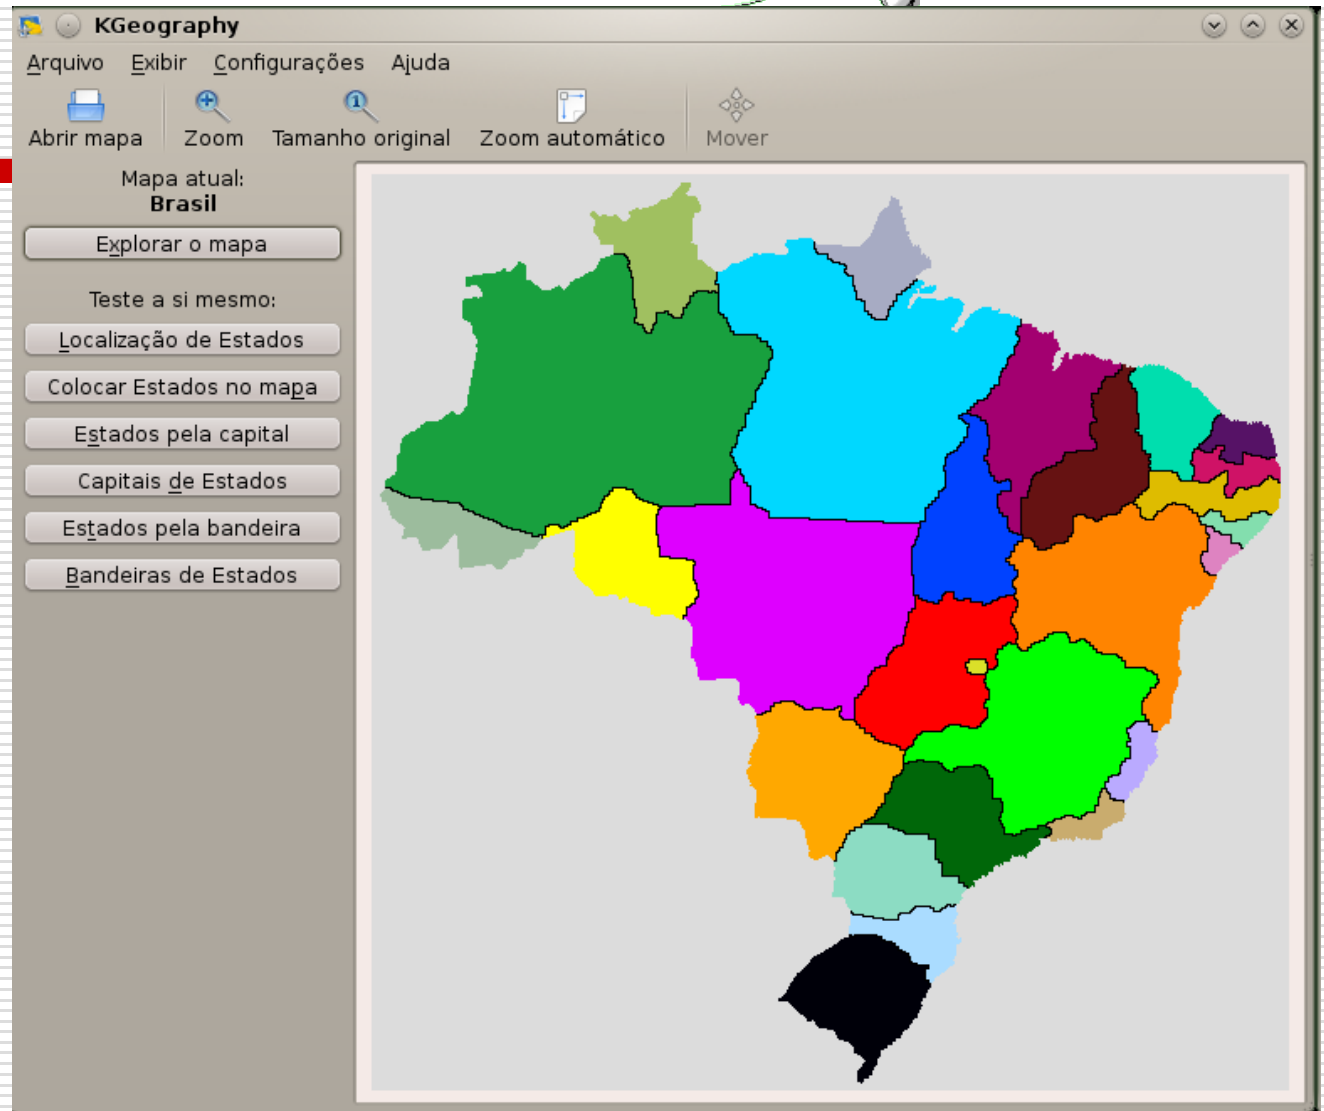 KGeography
Arquivo Exibir Configurações Ajuda
Abrir mapa Zoom Tamanho original Zoom automático Mover
Mapa atual:
Brasil
Explorar o mapa
Teste a si mesmo:
Localização de Estados
Colocar Estados no mapa
Estados pela capital
Capitais de Estados
Estados pela bandeira
Bandeiras de Estados